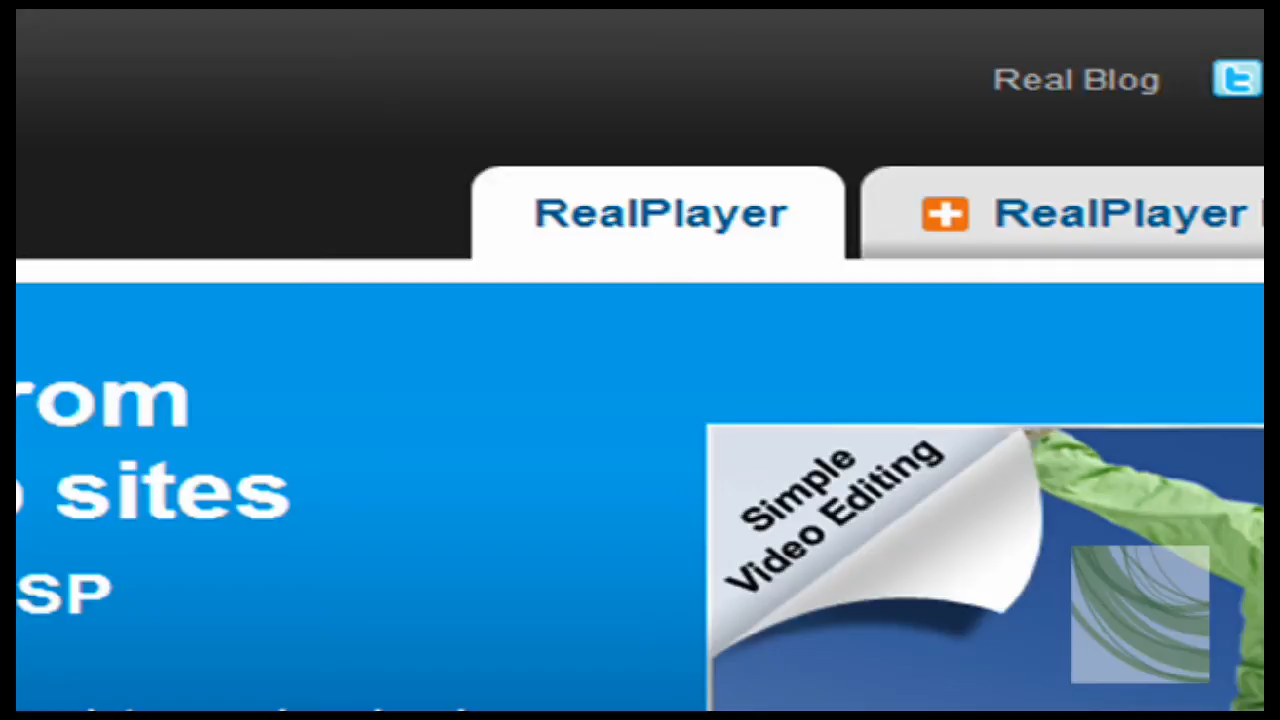 Real Blog
RealPlayer
RealPlayer
rom
sites
SP
Simple
Video Editing